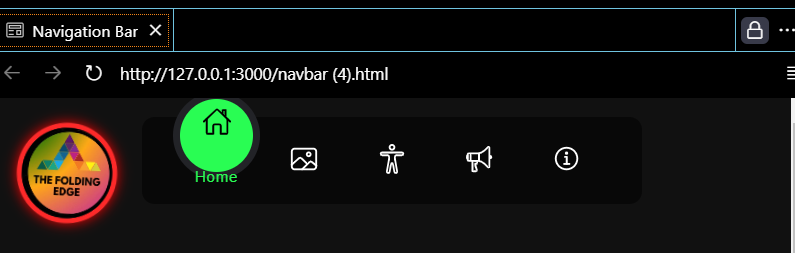 Navigation Bar
http://127.0.0.1:3000/navbar (4).html
THE FOLDING
EDGE
Home